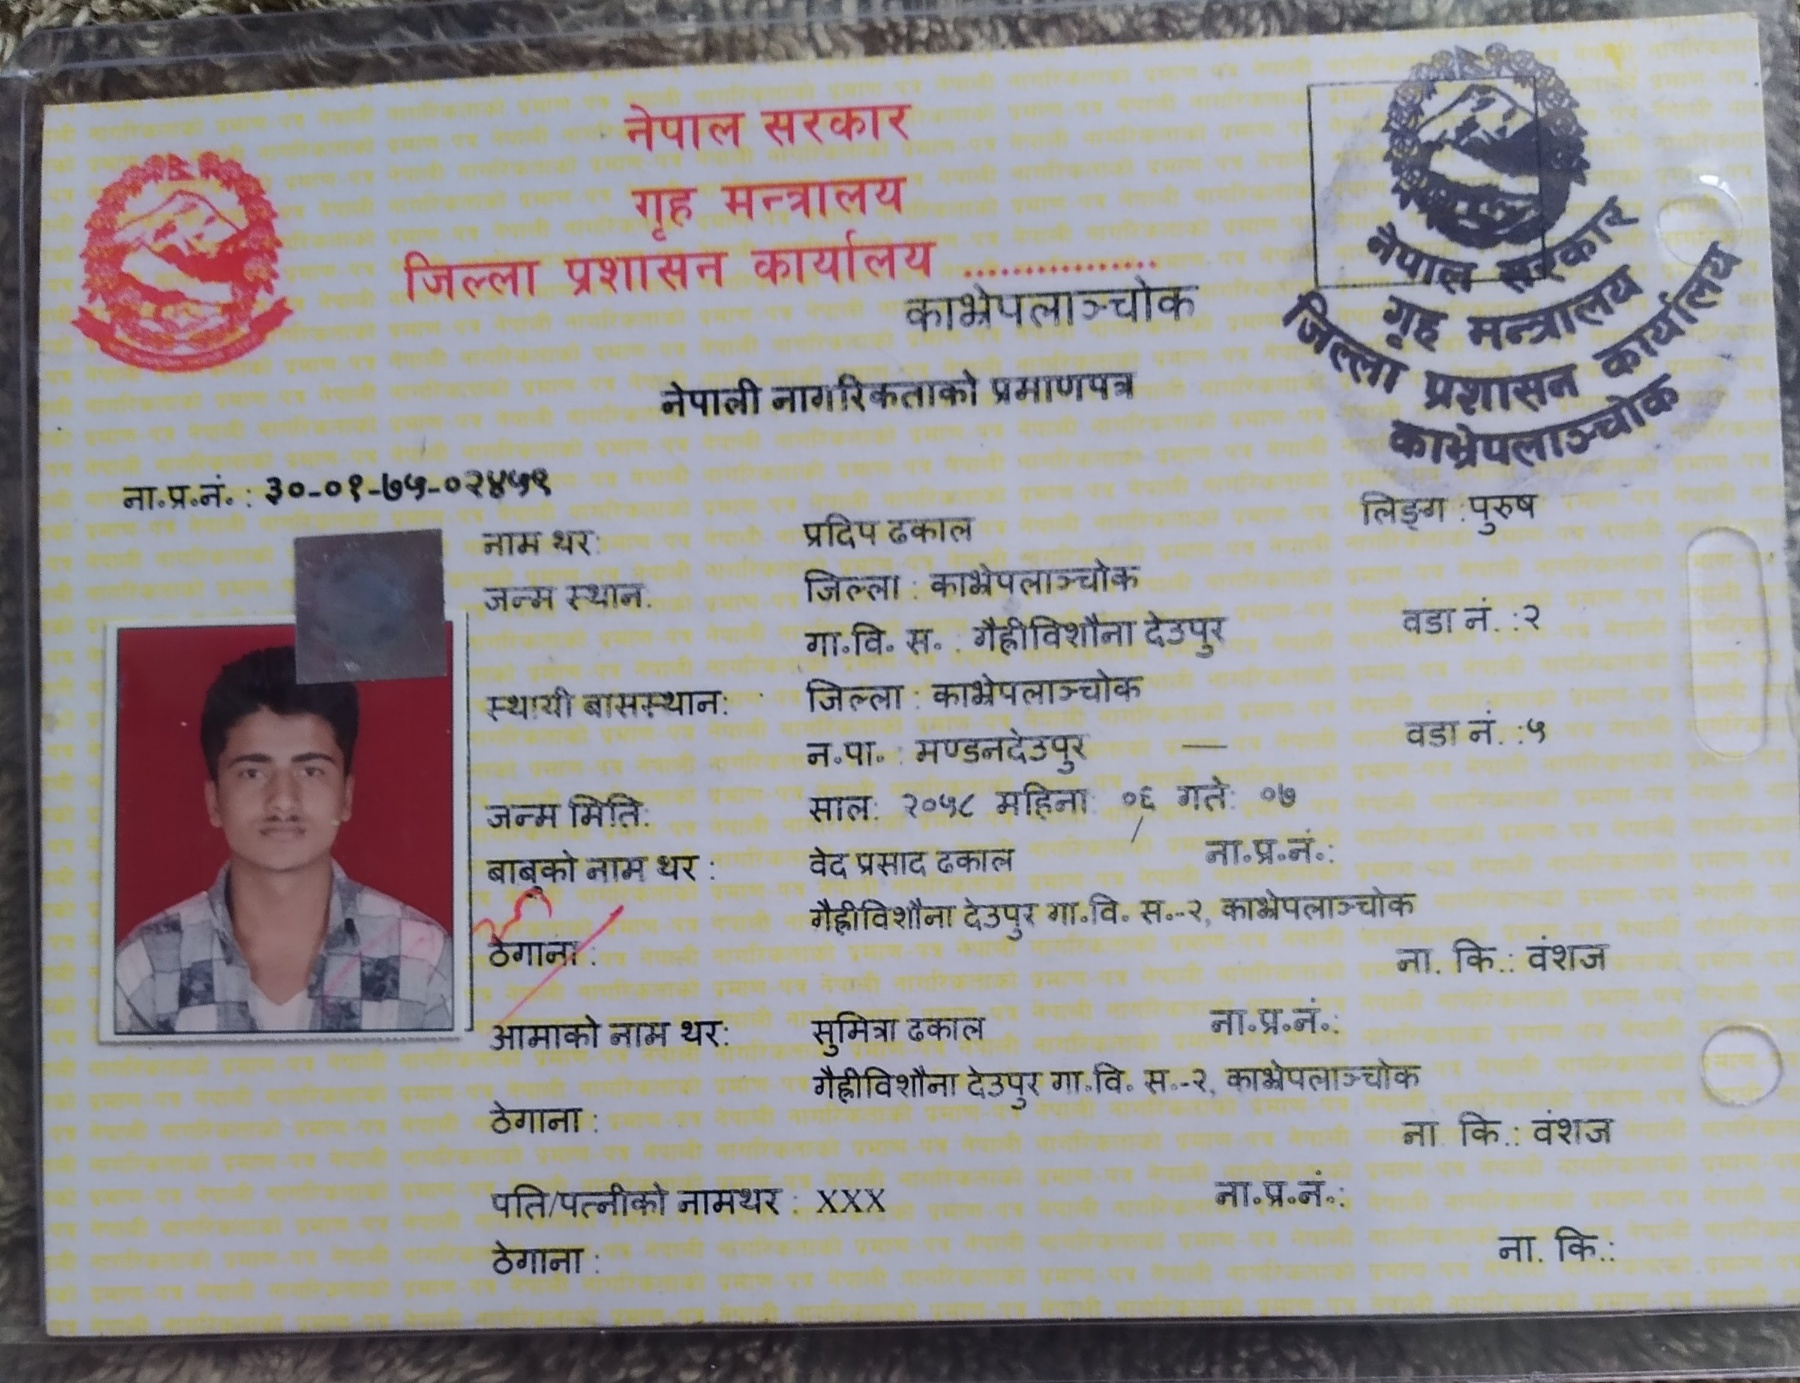 नेपाल सरकार
गृह मन्त्रालय
जिल्ला प्रशासन कार्यालय ................
काभ्रेपलाञ्चोक
नेपाल सरकार
गृह मन्त्रालय
जिल्ला प्रशासन कार्यालय
काभ्रेपलाञ्चोक
नेपाली नागरिकताको प्रमाणपत्र
ना.प्र.नं. : ३०-०१-७५-०२४५९
नाम थर: प्रदिप ढकाल लिङ्ग :पुरुष
जन्म स्थान: जिल्ला : काभ्रेपलाञ्चोक
गा.वि. स. : गैह्रीविशौना देउपुर वडा नं. :२
स्थायी बासस्थान: जिल्ला : काभ्रेपलाञ्चोक
न.पा. : मण्डनदेउपुर — वडा नं. :५
जन्म मिति: साल: २०५८ महिना: ०६ गते: ०७
बाबुको नाम थर : वेद प्रसाद ढकाल ना.प्र.नं.:
गैह्रीविशौना देउपुर गा.वि. स.-२, काभ्रेपलाञ्चोक
ठेगाना : ना. कि.: वंशज
आमाको नाम थर: सुमित्रा ढकाल ना.प्र.नं.:
गैह्रीविशौना देउपुर गा.वि. स.-२, काभ्रेपलाञ्चोक
ठेगाना : ना कि.: वंशज
पति/पत्नीको नामथर : XXX ना.प्र.नं.:
ठेगाना : ना. कि.: